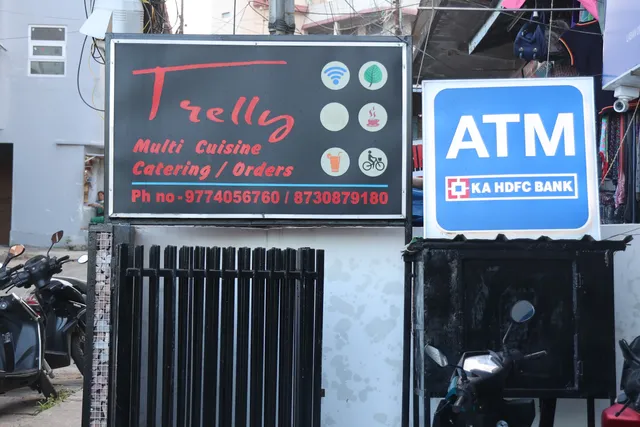 Trelly
Multi Cuisine
Catering / Orders
Ph no - 9774056760 / 8730879180
ATM
KA HDFC BANK